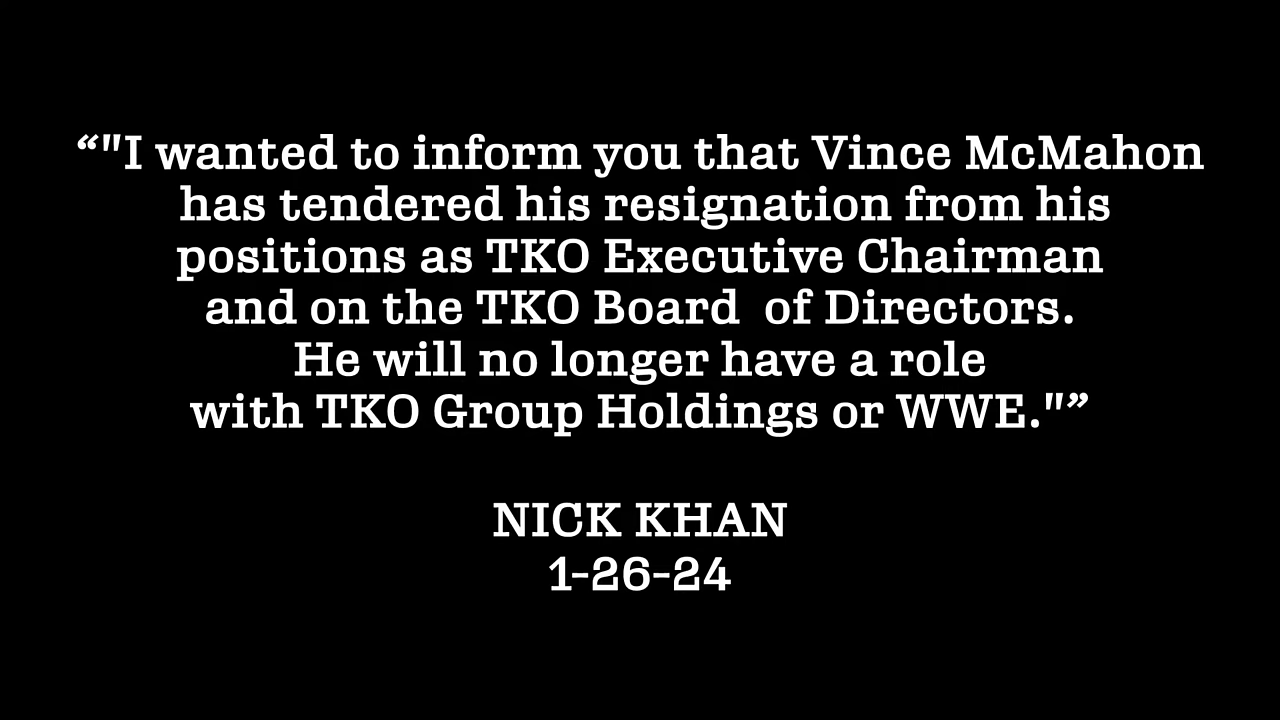 “"I wanted to inform you that Vince McMahon
has tendered his resignation from his
positions as TKO Executive Chairman
and on the TKO Board  of Directors.
He will no longer have a role
with TKO Group Holdings or WWE."”
NICK KHAN
1-26-24